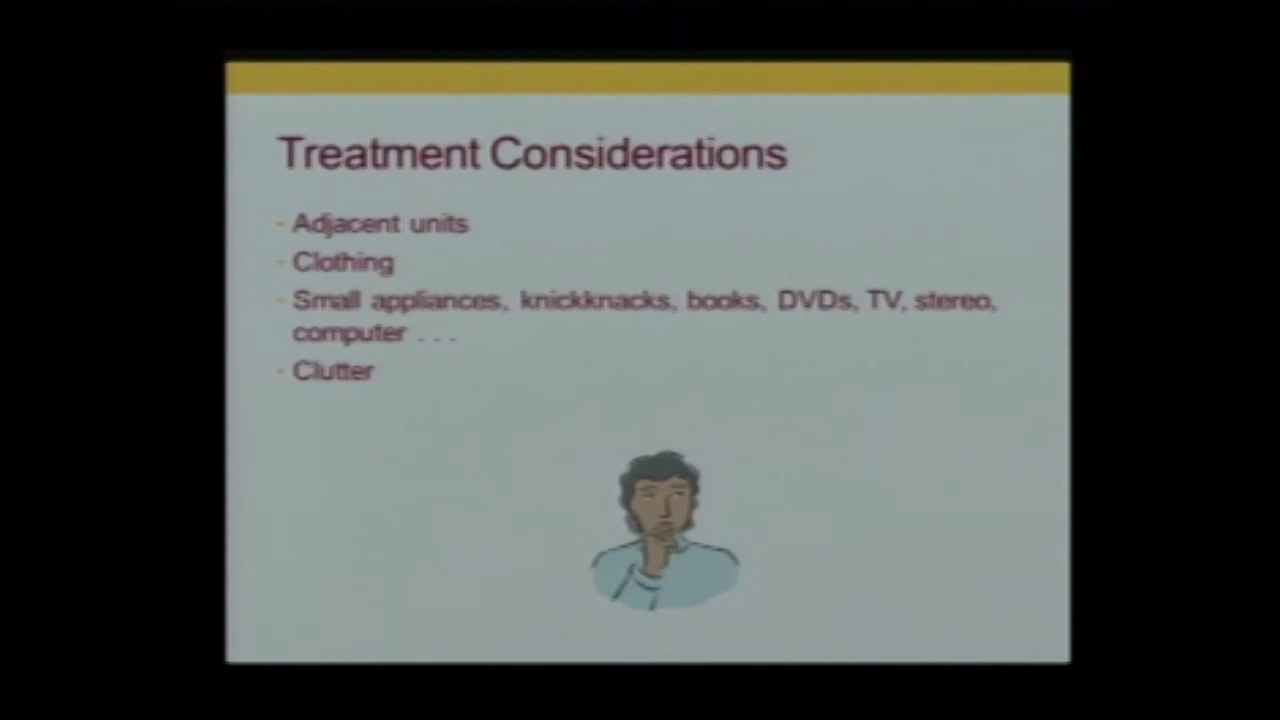 Treatment Considerations
- Adjacent units
- Clothing
- Small appliances, knickknacks, books, DVDs, TV, stereo,
computer . . .
- Clutter